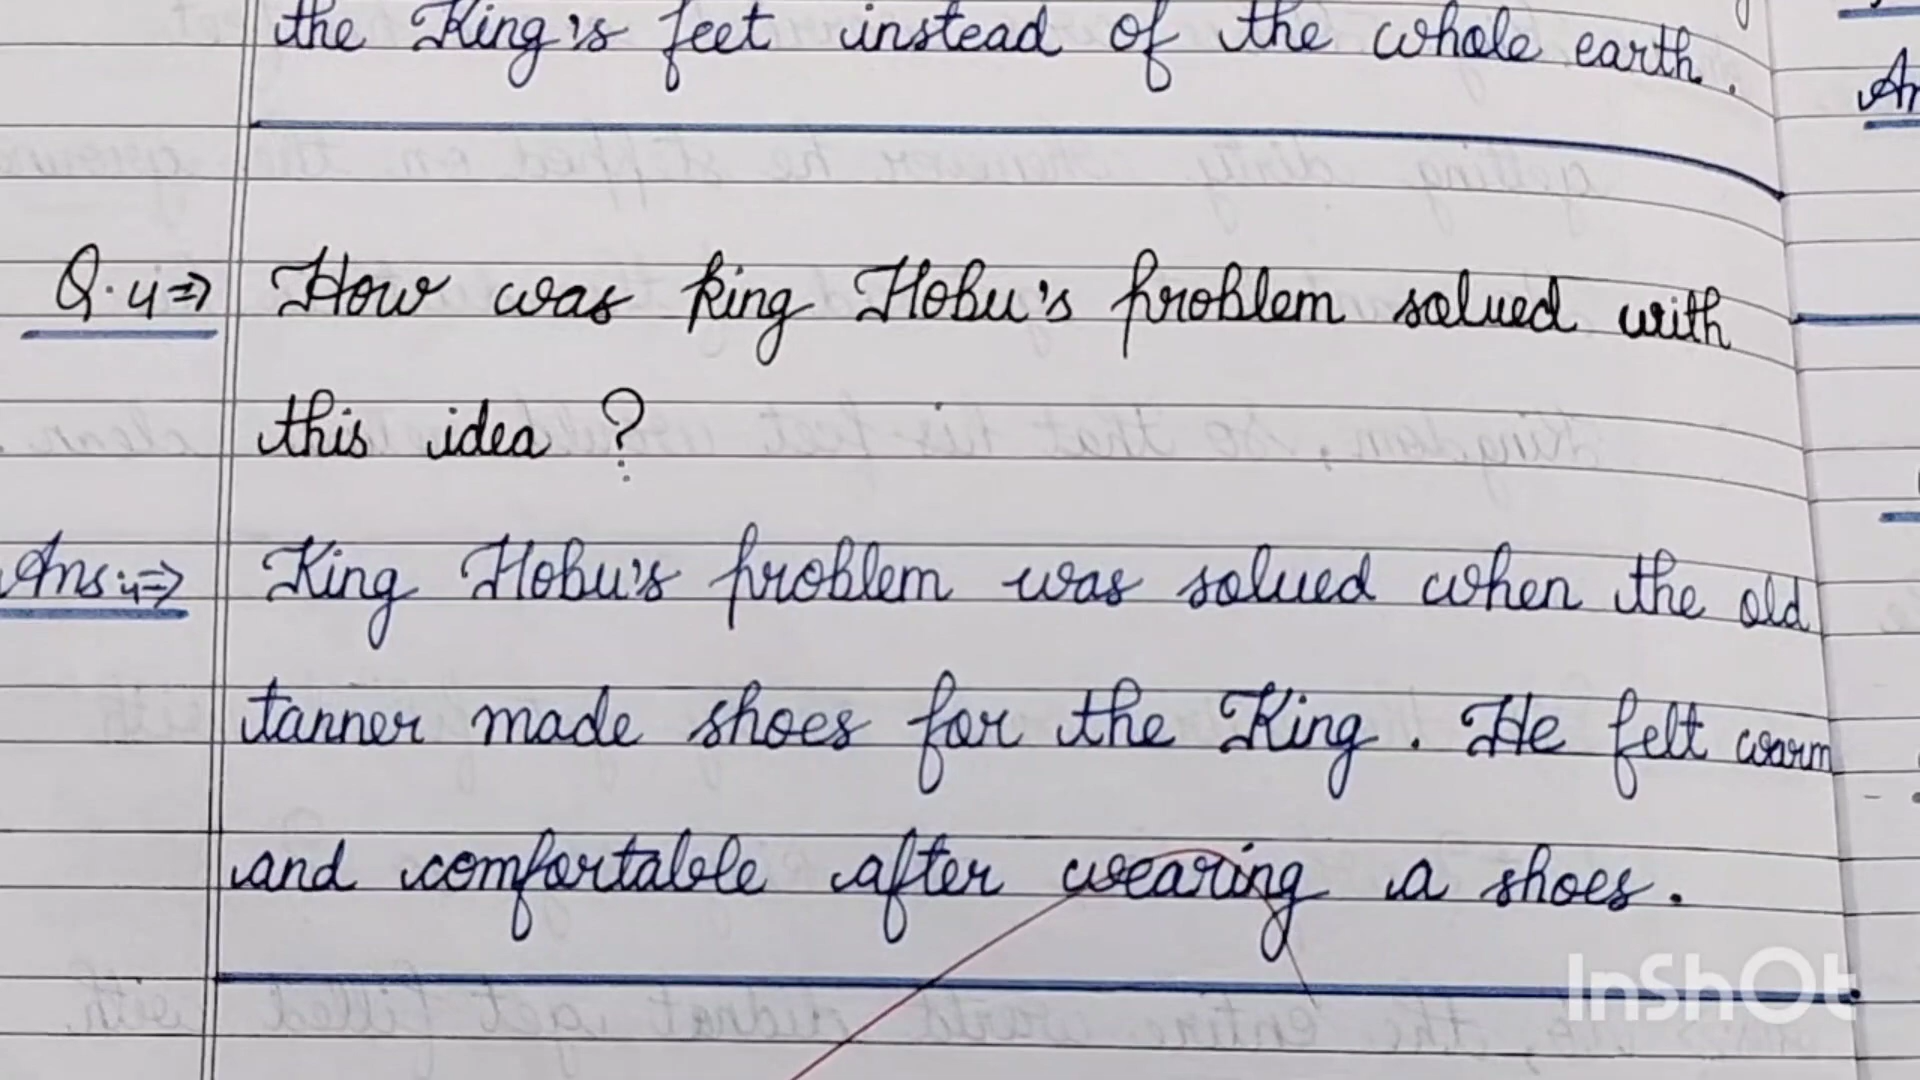 the King's feet instead of the whole earth.
Q.4⇒ How was king Hobu's problem solved with
this idea ?
Ans:4⇒ King Hobu's problem was solved when the old
tanner made shoes for the King. He felt warm
and comfortable after wearing a shoes.
An
InShOt